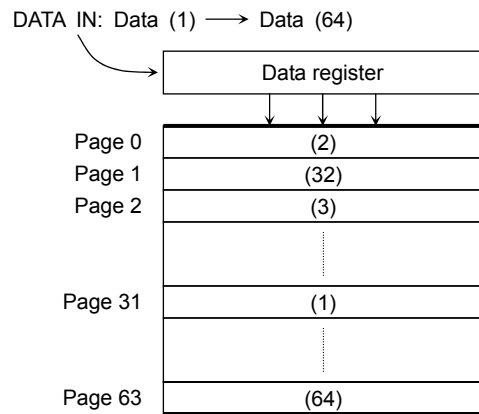 DATA IN: Data (1) → Data (64)
Data register
Page 0 (2)
Page 1 (32)
Page 2 (3)
Page 31 (1)
Page 63 (64)